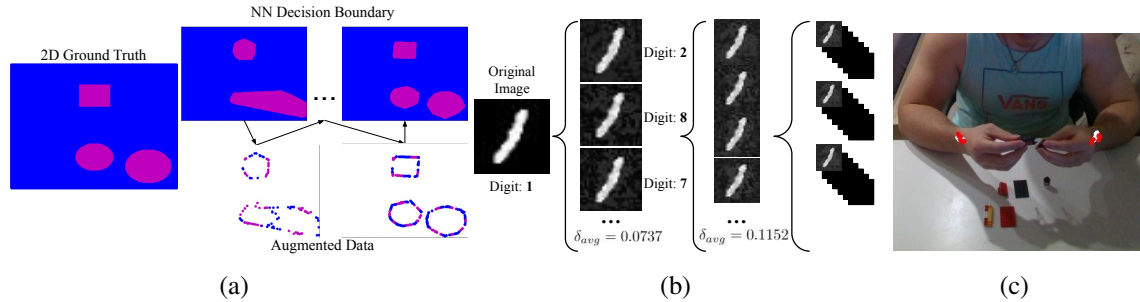 NN Decision Boundary
2D Ground Truth
...
Augmented Data
Original
Image
Digit: 1
Digit: 2
Digit: 8
Digit: 7
...
δavg = 0.0737
...
δavg = 0.1152
VANS
(a)
(b)
(c)